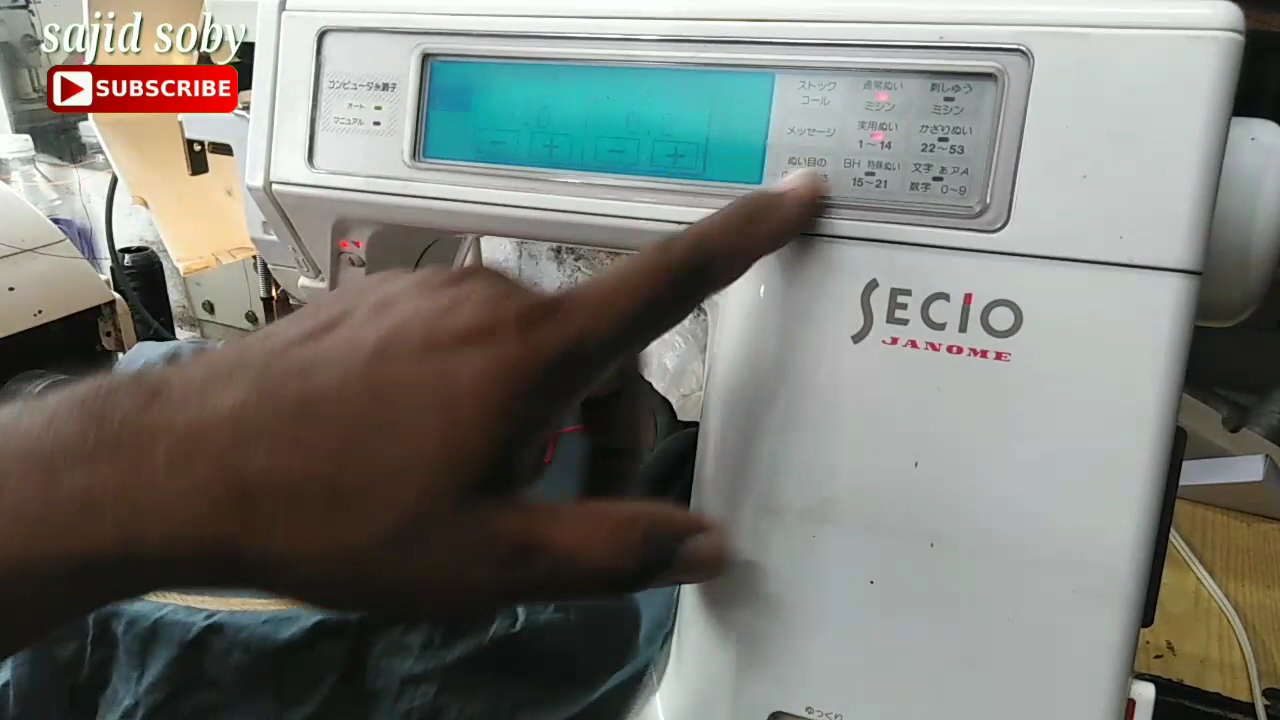 sajid soby
SUBSCRIBE
コンピュータ糸調子
オート
マニュアル
ストック
コール
メッセージ
ぬい目の
通常ぬい
ミシン
実用ぬい
1~14
BH 特殊ぬい
15~21
刺しゅう
ミシン
かざりぬい
22~53
文字 あアA
数字 0~9
- + - +
SECIO
JANOME
ゆっくり